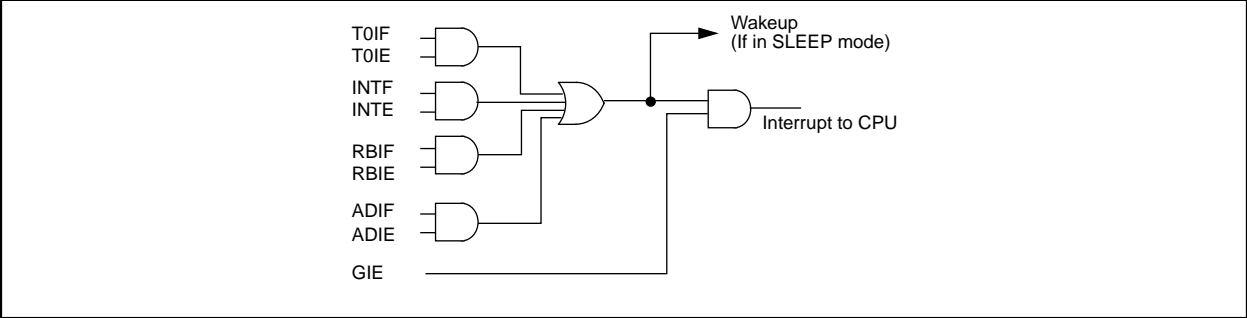 T0IF
T0IE
INTF
INTE
RBIF
RBIE
ADIF
ADIE
GIE
Wakeup
(If in SLEEP mode)
Interrupt to CPU